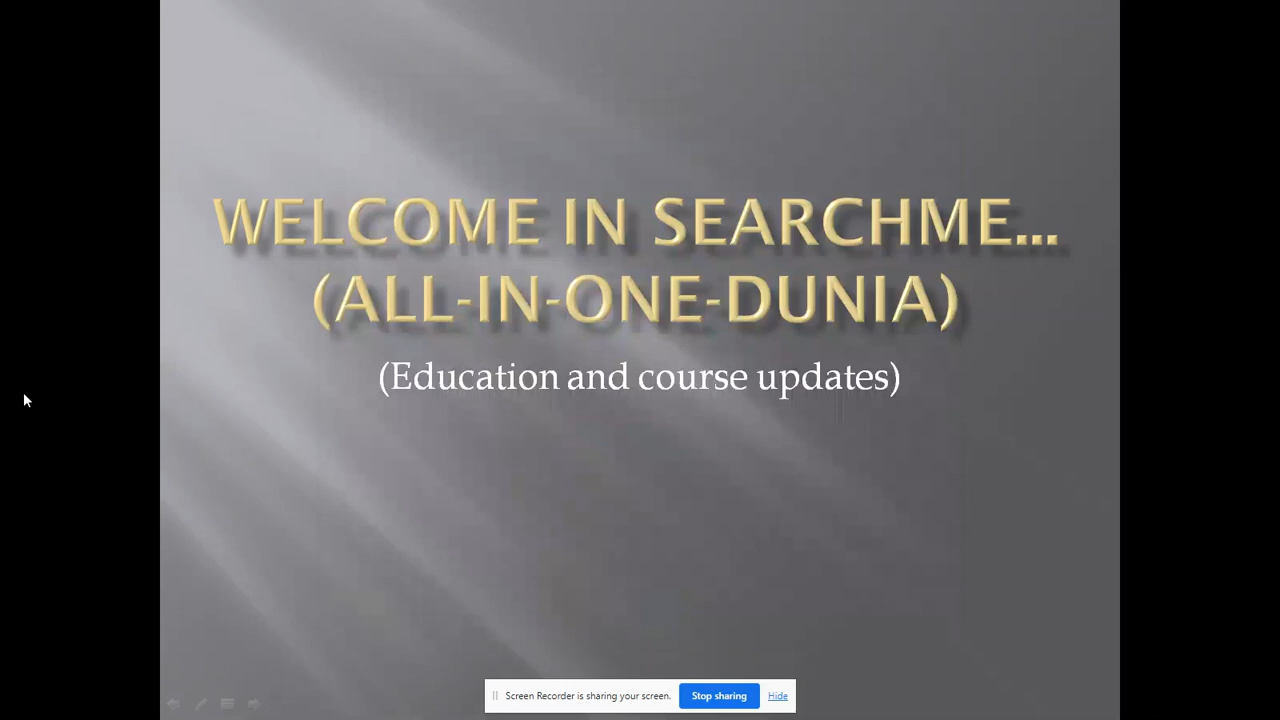 WELCOME IN SEARCHME...
(ALL-IN-ONE-DUNIA)
(Education and course updates)
Screen Recorder is sharing your screen. Stop sharing Hide